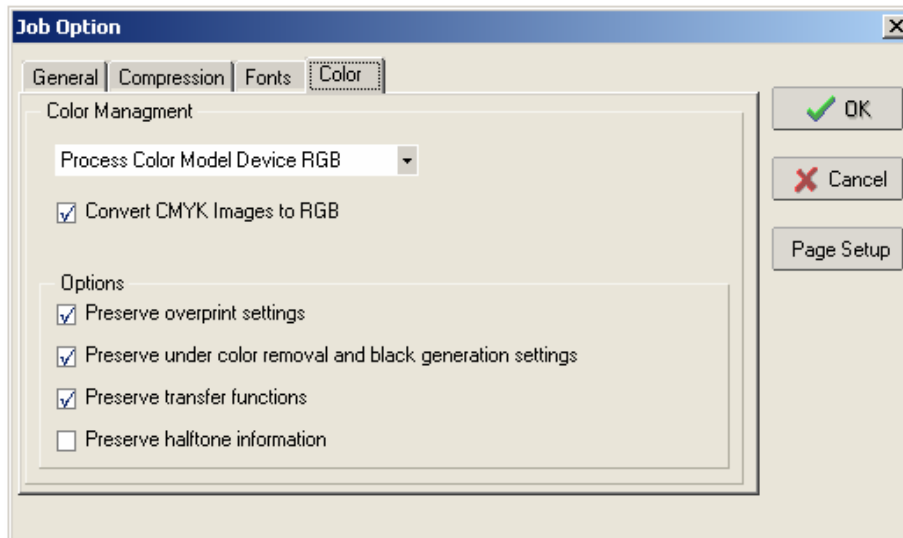 Job Option
General Compression Fonts Color
Color Managment
Process Color Model Device RGB
Convert CMYK Images to RGB
Options
Preserve overprint settings
Preserve under color removal and black generation settings
Preserve transfer functions
Preserve halftone information
OK
Cancel
Page Setup